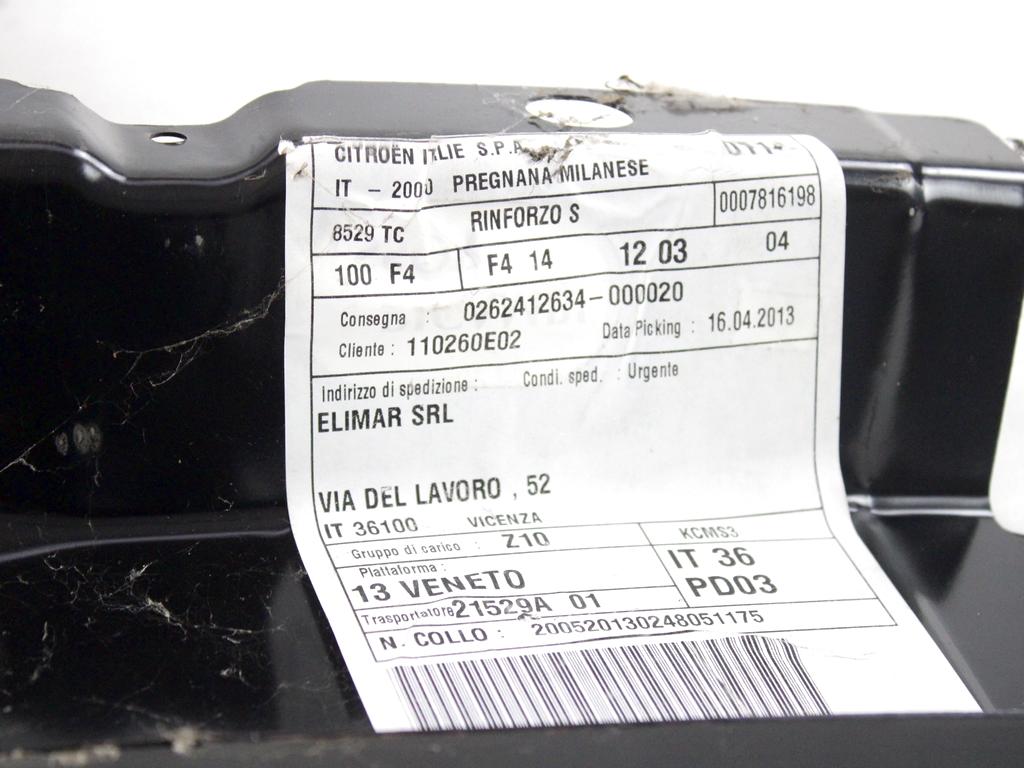 CITROËN ITLIE S.P.A
IT - 2000 PREGNANA MILANESE
8529 TC RINFORZO S 0007816198
100 F4 F4 14 12 03 04
Consegna : 0262412634-000020
Cliente : 110260E02 Data Picking : 16.04.2013
Indirizzo di spedizione : Condi. sped. : Urgente
ELIMAR SRL
VIA DEL LAVORO , 52
IT 36100 VICENZA
Gruppo di carico : Z10 KCMS3
Plattaforma : IT 36
13 VENETO PD03
Trasportatore 21529A 01
N. COLLO : 200520130248051175